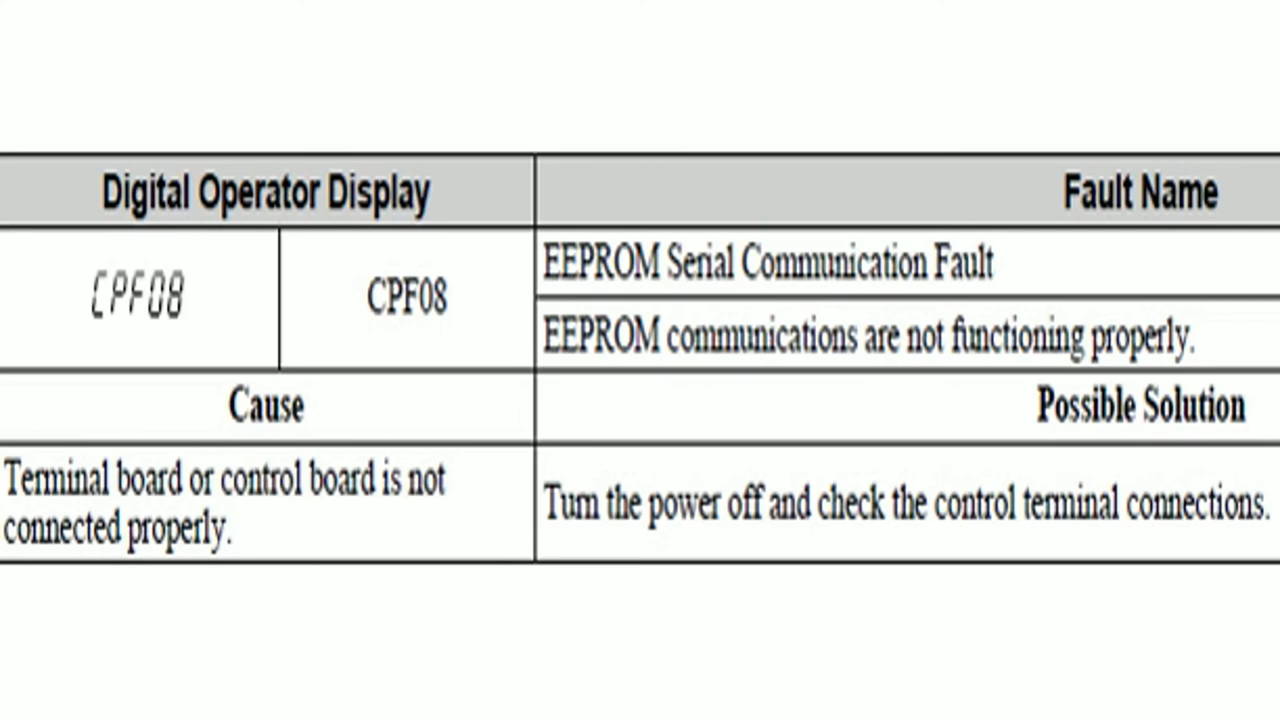 Digital Operator Display
Fault Name
CPF08
CPF08
EEPROM Serial Communication Fault
EEPROM communications are not functioning properly.
Cause
Possible Solution
Terminal board or control board is not
connected properly.
Turn the power off and check the control terminal connections.